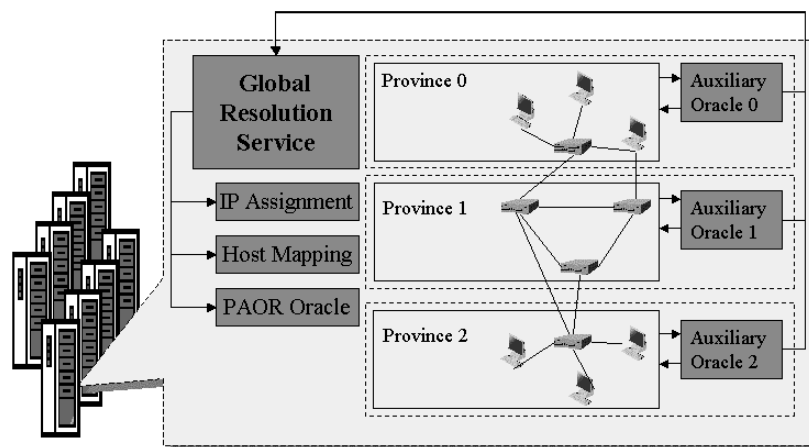 Global
Resolution
Service
IP Assignment
Host Mapping
PAOR Oracle
Province 0
Auxiliary
Oracle 0
Province 1
Auxiliary
Oracle 1
Province 2
Auxiliary
Oracle 2